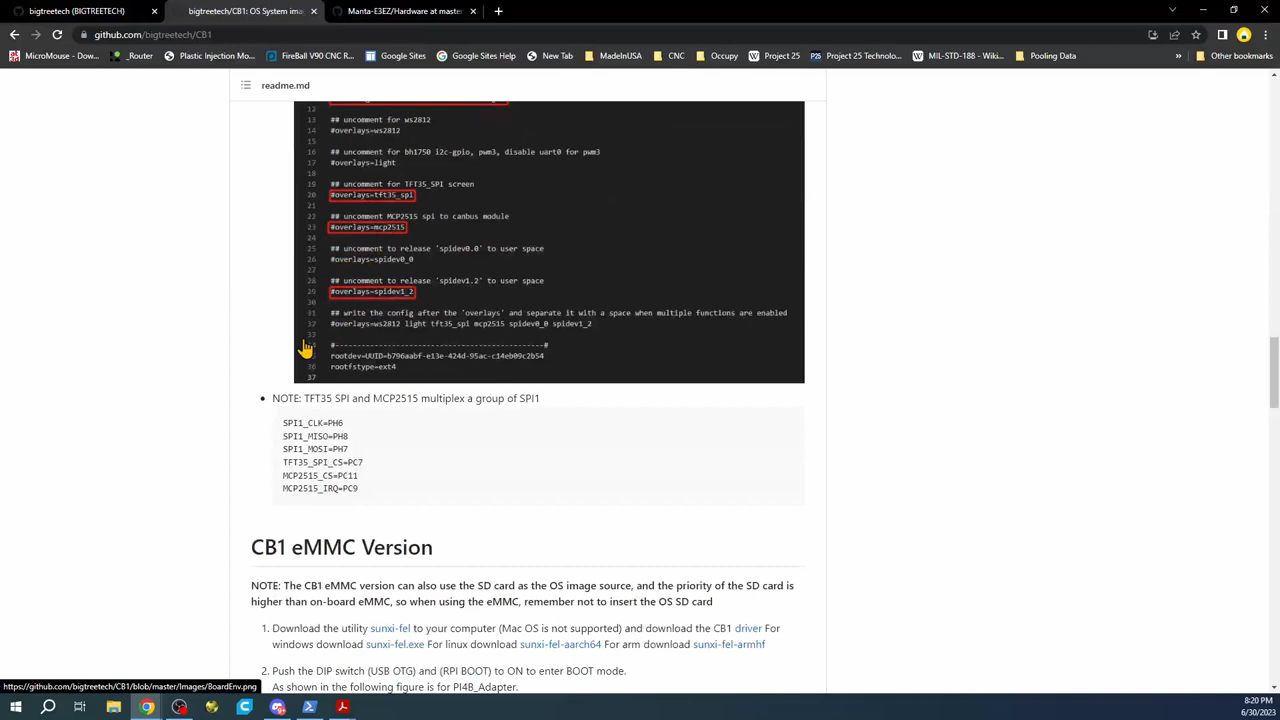 bigtreetech (BIGTREETECH)
bigtreetech/CB1: OS System ima
Manta-E3EZ/Hardware at master
github.com/bigtreetech/CB1
MicroMouse - Dow...
_Router
Plastic Injection Mo...
FireBall V90 CNC Rf...
Google Sites
Google Sites Help
New Tab
MadeInUSA
CNC
Occupy
Project 25
Project 25 Technolo...
MIL-STD-188 - Wiki...
Pooling Data
»
Other bookmarks
readme.md
12
13 ## uncomment for ws2812
14 #overlays=ws2812
15
16 ## uncomment for bh1750 i2c-gpio, pwm3, disable uart0 for pwm3
17 #overlays=light
18
19 ## uncomment for TFT35_SPI screen
20 #overlays=tft35_spi
21
22 ## uncomment MCP2515 spi to canbus module
23 #overlays=mcp2515
24
25 ## uncomment to release 'spidev0.0' to user space
26 #overlays=spidev0_0
27
28 ## uncomment to release 'spidev1.2' to user space
29 #overlays=spidev1_2
30
31 ## write the config after the 'overlays' and separate it with a space when multiple functions are enabled
32 #overlays=ws2812 light tft35_spi mcp2515 spidev0_0 spidev1_2
33
#------------------------------------------------#
rootdev=UUID=b796aabf-e13e-424d-95ac-c14eb09c2b54
36 rootfstype=ext4
37
• NOTE: TFT35 SPI and MCP2515 multiplex a group of SPI1
SPI1_CLK=PH6
SPI1_MISO=PH8
SPI1_MOSI=PH7
TFT35_SPI_CS=PC7
MCP2515_CS=PC11
MCP2515_IRQ=PC9
CB1 eMMC Version
NOTE: The CB1 eMMC version can also use the SD card as the OS image source, and the priority of the SD card is
higher than on-board eMMC, so when using the eMMC, remember not to insert the OS SD card
1. Download the utility sunxi-fel to your computer (Mac OS is not supported) and download the CB1 driver For
windows download sunxi-fel.exe For linux download sunxi-fel-aarch64 For arm download sunxi-fel-armhf
2. Push the DIP switch (USB OTG) and (RPI BOOT) to ON to enter BOOT mode.
As shown in the following figure is for PI4B_Adapter.
https://github.com/bigtreetech/CB1/blob/master/Images/BoardEnv.png
8:20 PM
6/30/2023